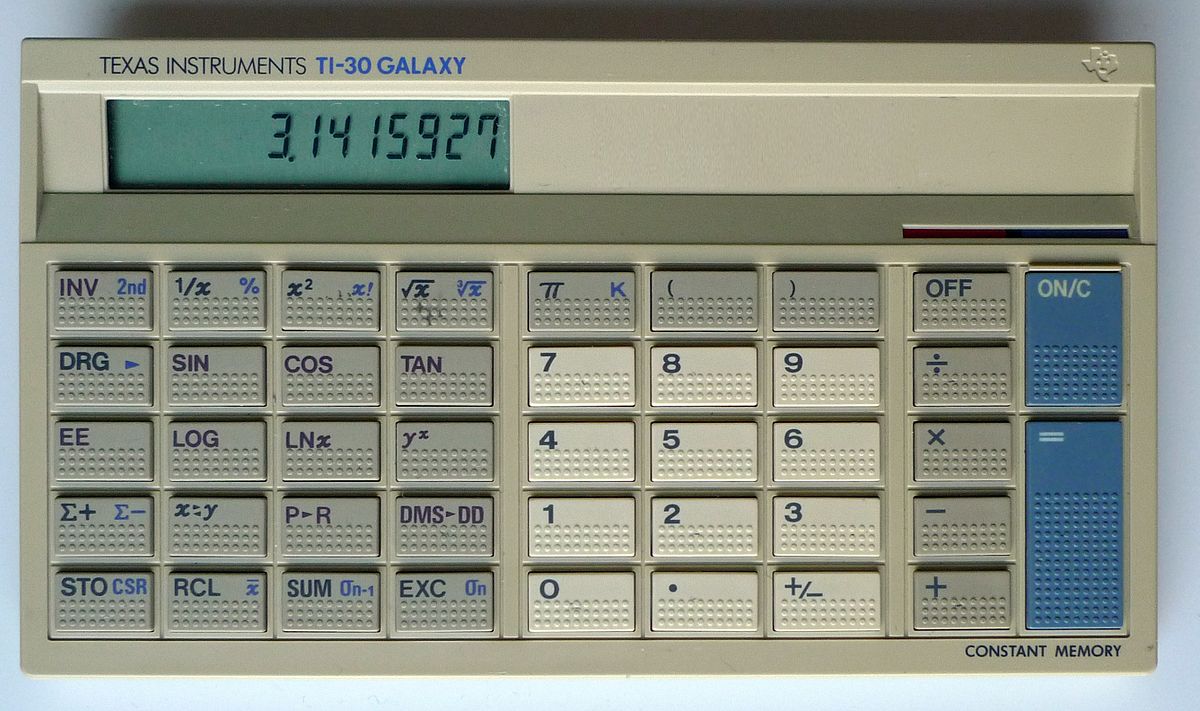 TEXAS INSTRUMENTS TI-30 GALAXY
3.1415927
INV 2nd 1/x % x² x! √x ³√x π K ( ) OFF ON/C
DRG ► SIN COS TAN 7 8 9 ÷
EE LOG LNx yˣ 4 5 6 × =
Σ+ Σ− x⇆y P►R DMS►DD 1 2 3 −
STO CSR RCL x̄ SUM σn-1 EXC σn 0 • +/− +
CONSTANT MEMORY